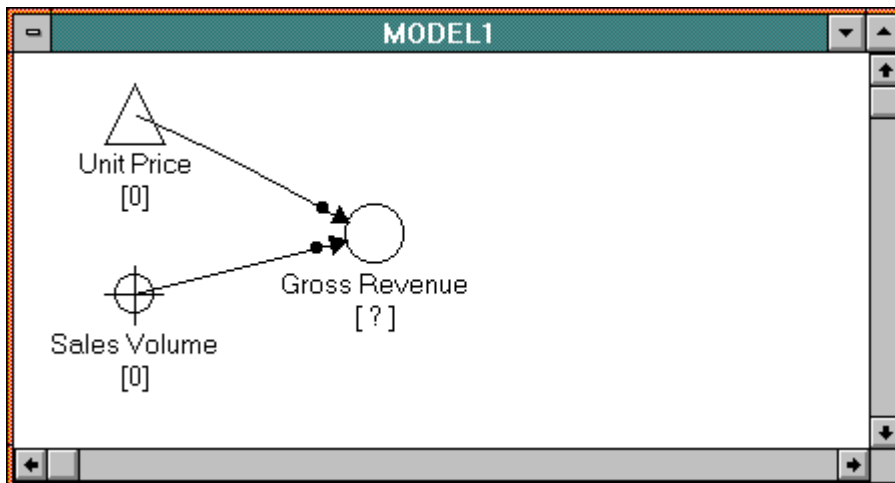 MODEL1
Unit Price
[0]
Gross Revenue
[ ? ]
Sales Volume
[0]